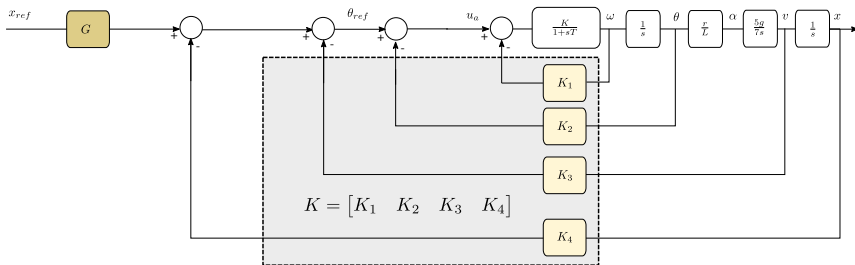 x_ref G + - + - θ_ref + - u_a + - K/(1+sT) ω 1/s θ r/L α 5g/7s v 1/s x
K_1
K_2
K_3
K = [K_1 K_2 K_3 K_4]
K_4